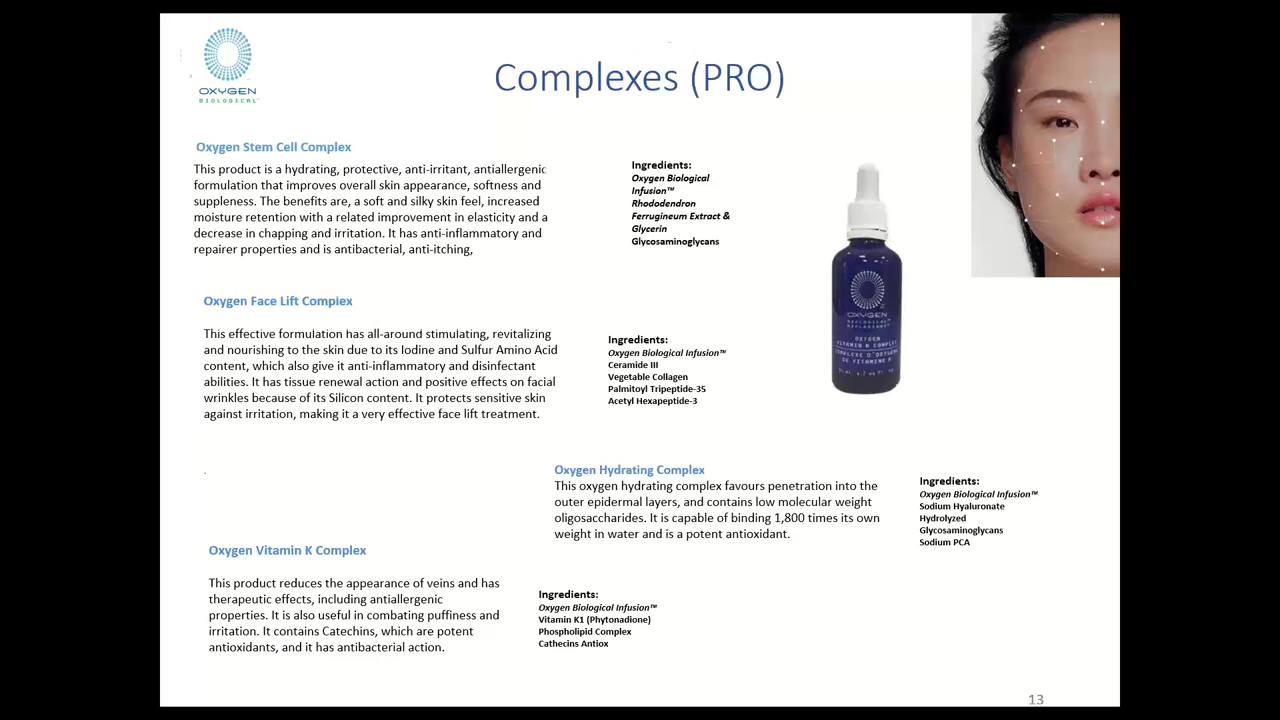 OXYGEN
BIOLOGICAL™
Complexes (PRO)
Oxygen Stem Cell Complex
This product is a hydrating, protective, anti-irritant, antiallergenic
formulation that improves overall skin appearance, softness and
suppleness. The benefits are, a soft and silky skin feel, increased
moisture retention with a related improvement in elasticity and a
decrease in chapping and irritation. It has anti-inflammatory and
repairer properties and is antibacterial, anti-itching,
Ingredients:
Oxygen Biological
Infusion™
Rhododendron
Ferrugineum Extract &
Glycerin
Glycosaminoglycans
OXYGEN
OXYGEN
VITAMIN K COMPLEX
COMPLEXE D'OXYGENE
DE VITAMINE K
Oxygen Face Lift Complex
This effective formulation has all-around stimulating, revitalizing
and nourishing to the skin due to its Iodine and Sulfur Amino Acid
content, which also give it anti-inflammatory and disinfectant
abilities. It has tissue renewal action and positive effects on facial
wrinkles because of its Silicon content. It protects sensitive skin
against irritation, making it a very effective face lift treatment.
Ingredients:
Oxygen Biological Infusion™
Ceramide III
Vegetable Collagen
Palmitoyl Tripeptide-35
Acetyl Hexapeptide-3
Oxygen Hydrating Complex
This oxygen hydrating complex favours penetration into the
outer epidermal layers, and contains low molecular weight
oligosaccharides. It is capable of binding 1,800 times its own
weight in water and is a potent antioxidant.
Ingredients:
Oxygen Biological Infusion™
Sodium Hyaluronate
Hydrolyzed
Glycosaminoglycans
Sodium PCA
Oxygen Vitamin K Complex
This product reduces the appearance of veins and has
therapeutic effects, including antiallergenic
properties. It is also useful in combating puffiness and
irritation. It contains Catechins, which are potent
antioxidants, and it has antibacterial action.
Ingredients:
Oxygen Biological Infusion™
Vitamin K1 (Phytonadione)
Phospholipid Complex
Cathecins Antiox
13